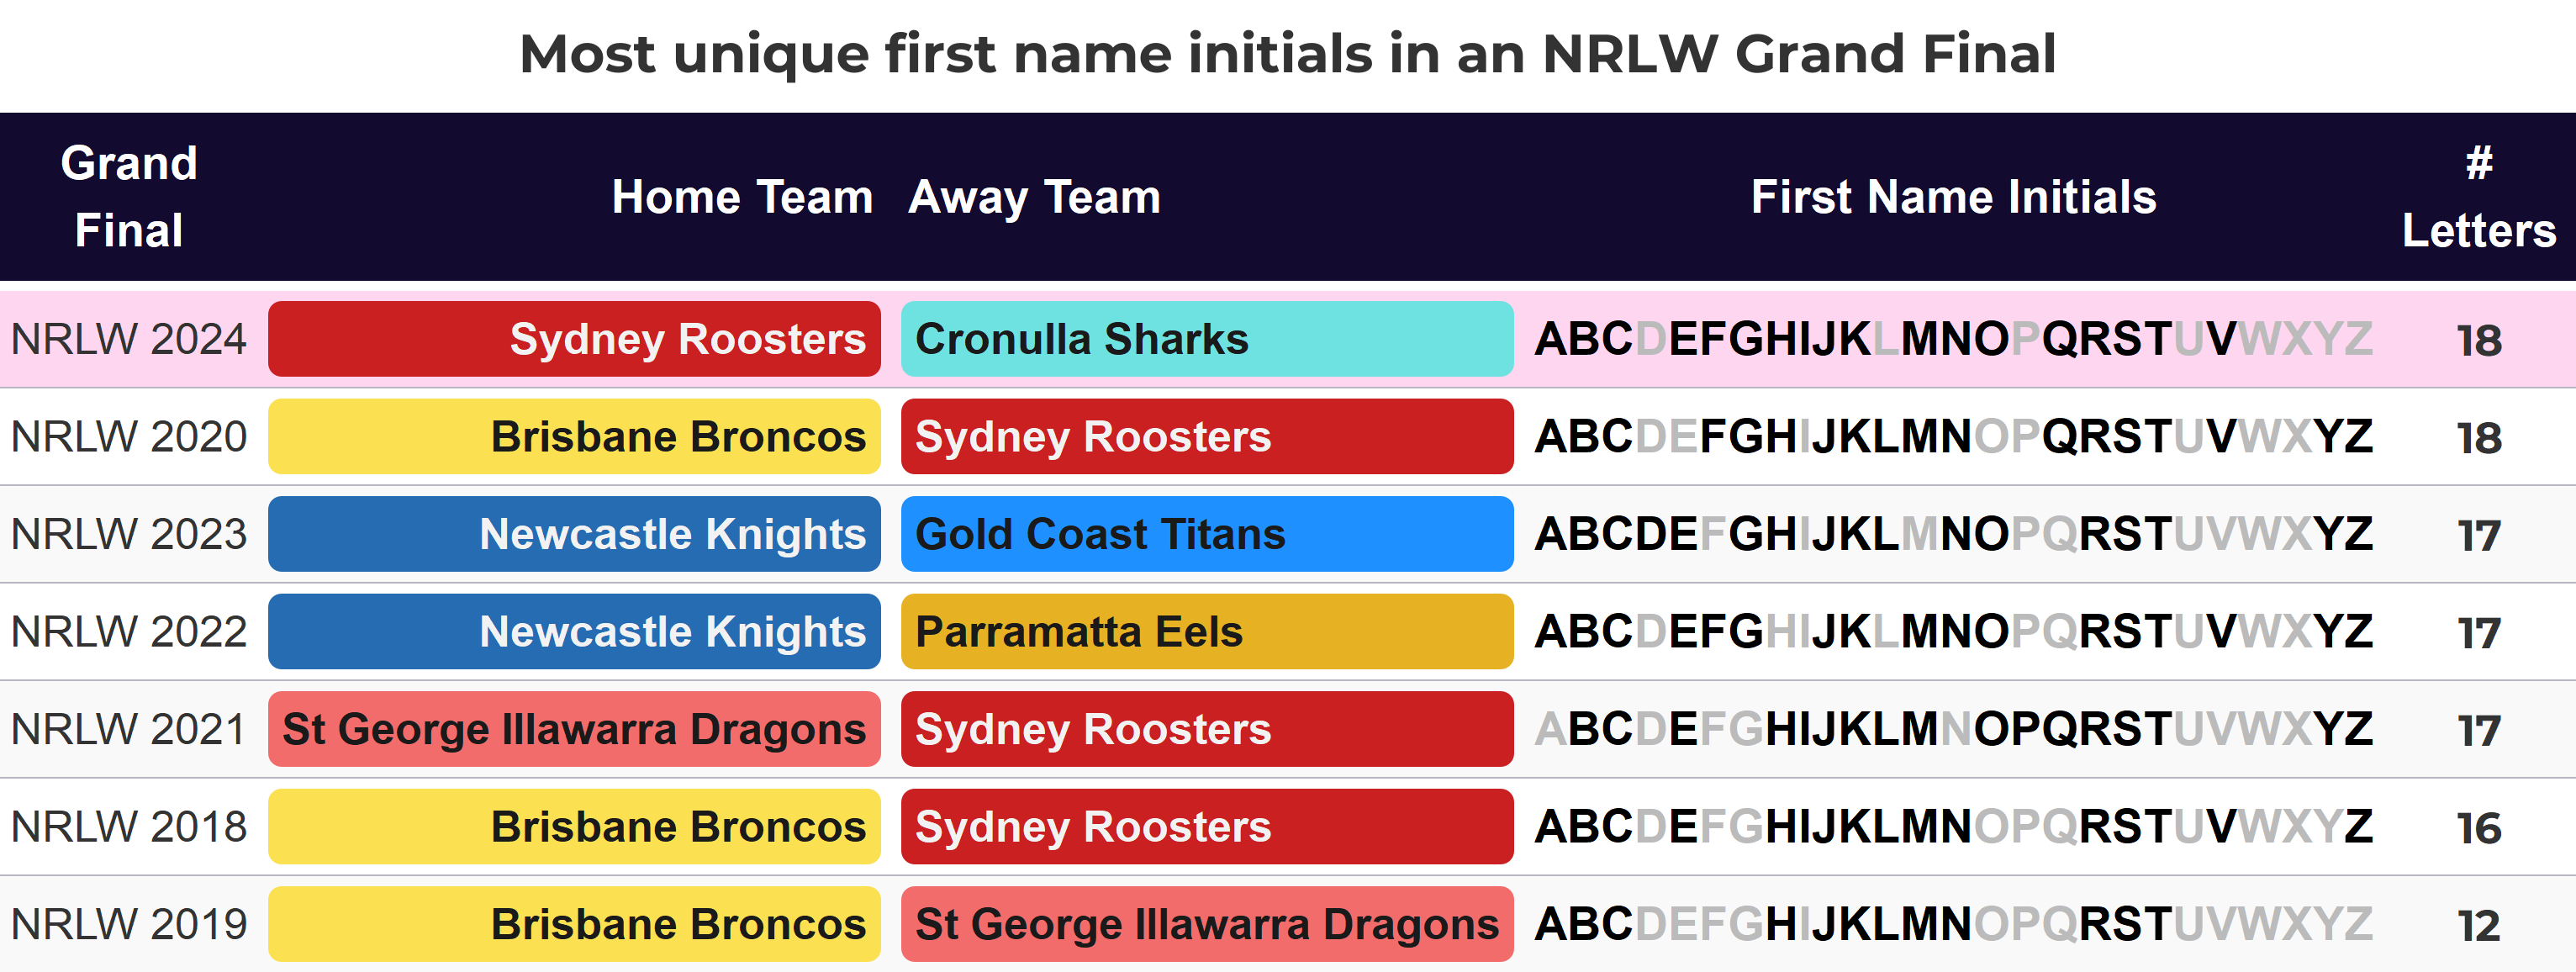 Most unique first name initials in an NRLW Grand Final
Grand Final Home Team Away Team First Name Initials # Letters
NRLW 2024 Sydney Roosters Cronulla Sharks ABCDEFGHIJKLMNOPQRSTUVWXYZ 18
NRLW 2020 Brisbane Broncos Sydney Roosters ABCDEFGHIJKLMNOPQRSTUVWXYZ 18
NRLW 2023 Newcastle Knights Gold Coast Titans ABCDEFGHIJKLMNOPQRSTUVWXYZ 17
NRLW 2022 Newcastle Knights Parramatta Eels ABCDEFGHIJKLMNOPQRSTUVWXYZ 17
NRLW 2021 St George Illawarra Dragons Sydney Roosters ABCDEFGHIJKLMNOPQRSTUVWXYZ 17
NRLW 2018 Brisbane Broncos Sydney Roosters ABCDEFGHIJKLMNOPQRSTUVWXYZ 16
NRLW 2019 Brisbane Broncos St George Illawarra Dragons ABCDEFGHIJKLMNOPQRSTUVWXYZ 12